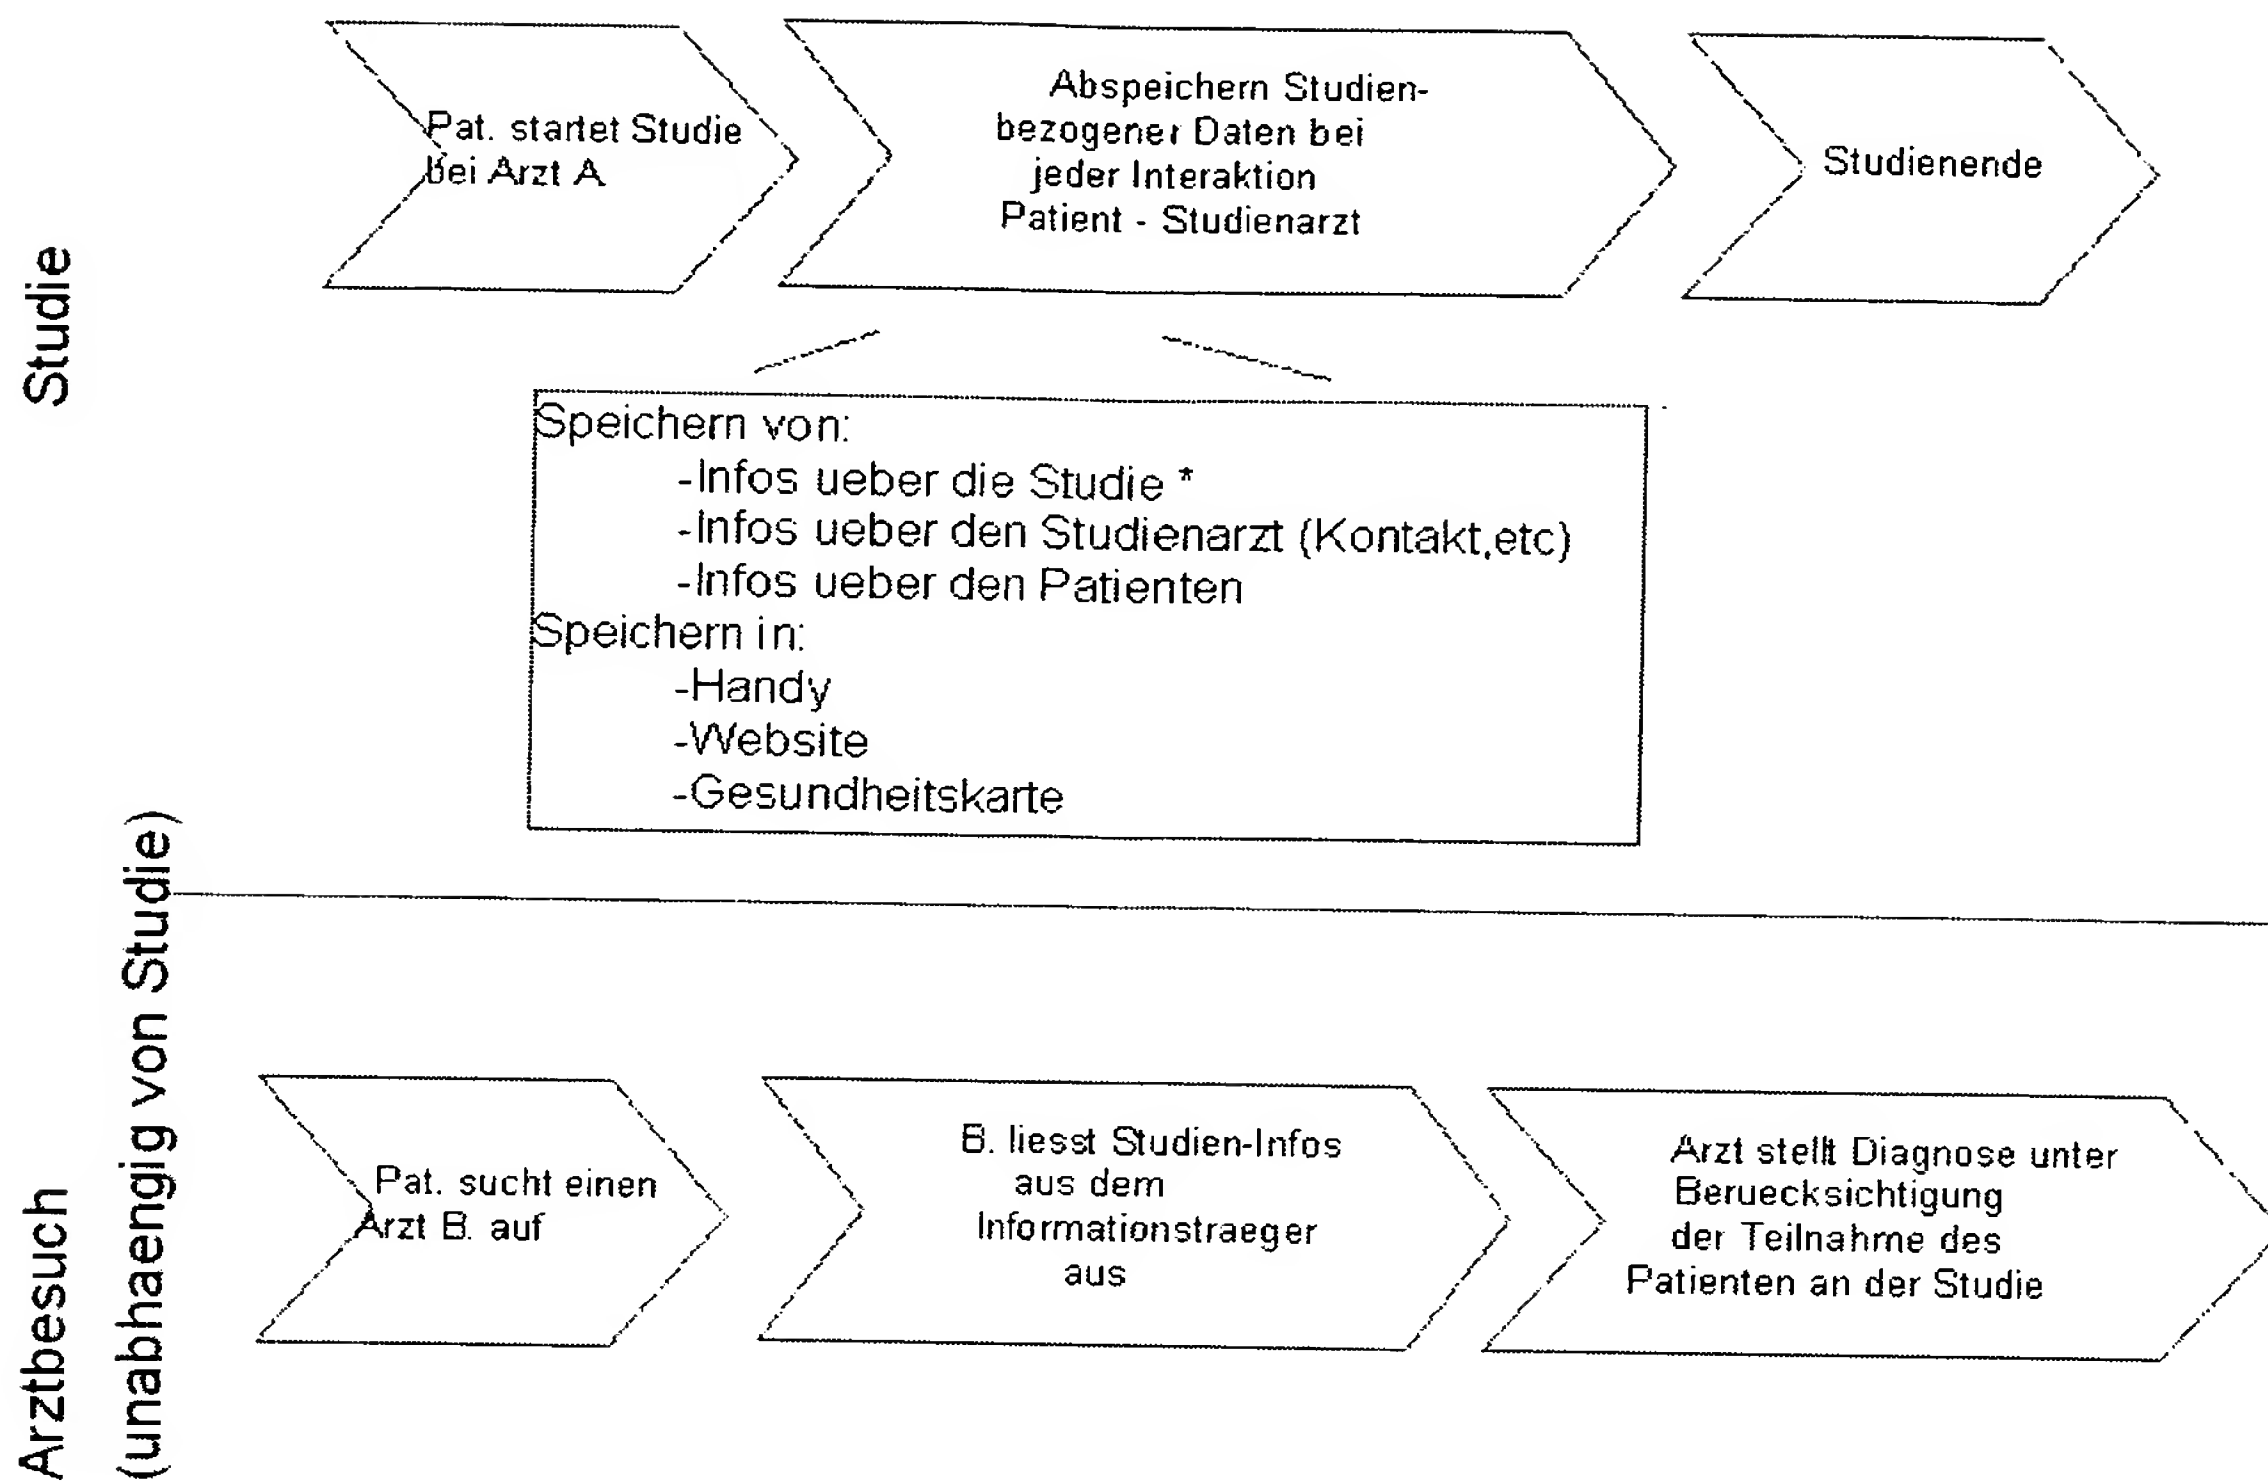 Studie
Pat. startet Studie
bei Arzt A
Abspeichern Studien-
bezogener Daten bei
jeder Interaktion
Patient - Studienarzt
Studienende
Speichern von:
-Infos ueber die Studie *
-Infos ueber den Studienarzt (Kontakt,etc)
-Infos ueber den Patienten
Speichern in:
-Handy
-Website
-Gesundheitskarte
Arztbesuch
(unabhaengig von Studie)
Pat. sucht einen
Arzt B. auf
B. liesst Studien-Infos
aus dem
Informationstraeger
aus
Arzt stellt Diagnose unter
Beruecksichtigung
der Teilnahme des
Patienten an der Studie